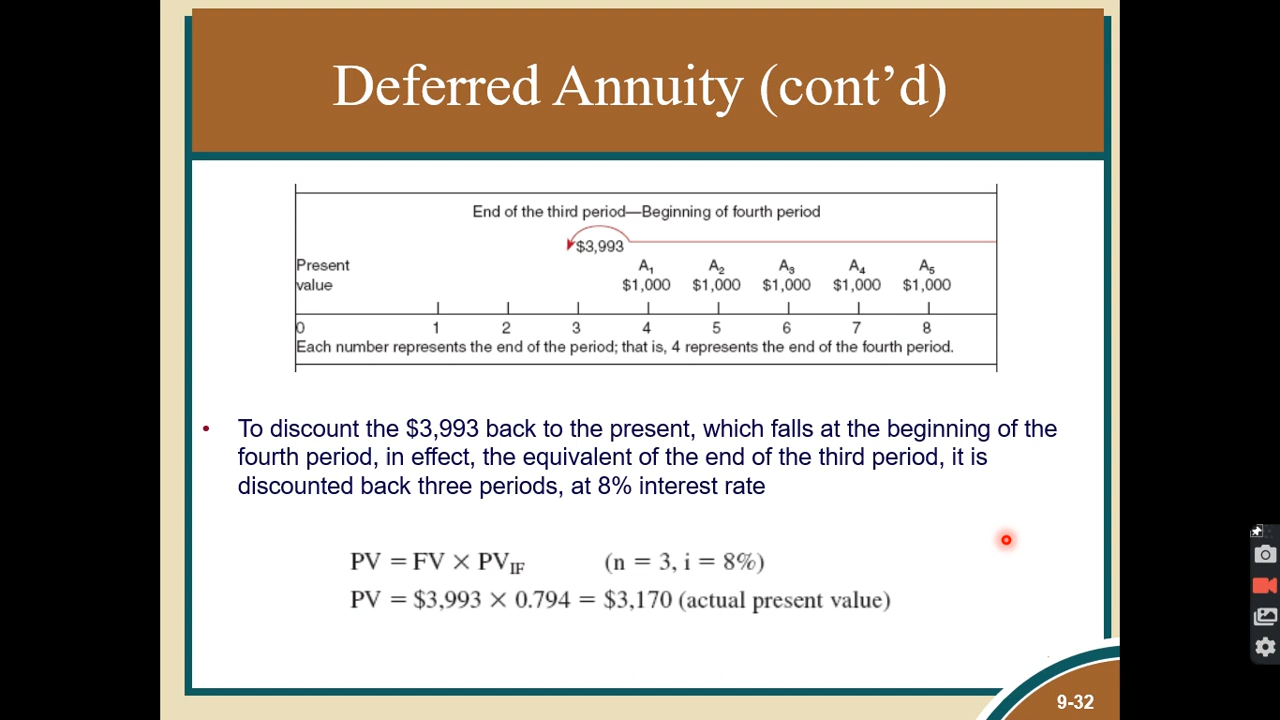 Deferred Annuity (cont’d)
End of the third period—Beginning of fourth period
$3,993
Present
value
A1 A2 A3 A4 A5
$1,000 $1,000 $1,000 $1,000 $1,000
0 1 2 3 4 5 6 7 8
Each number represents the end of the period; that is, 4 represents the end of the fourth period.
• To discount the $3,993 back to the present, which falls at the beginning of the
fourth period, in effect, the equivalent of the end of the third period, it is
discounted back three periods, at 8% interest rate
PV = FV × PVIF (n = 3, i = 8%)
PV = $3,993 × 0.794 = $3,170 (actual present value)
9-32